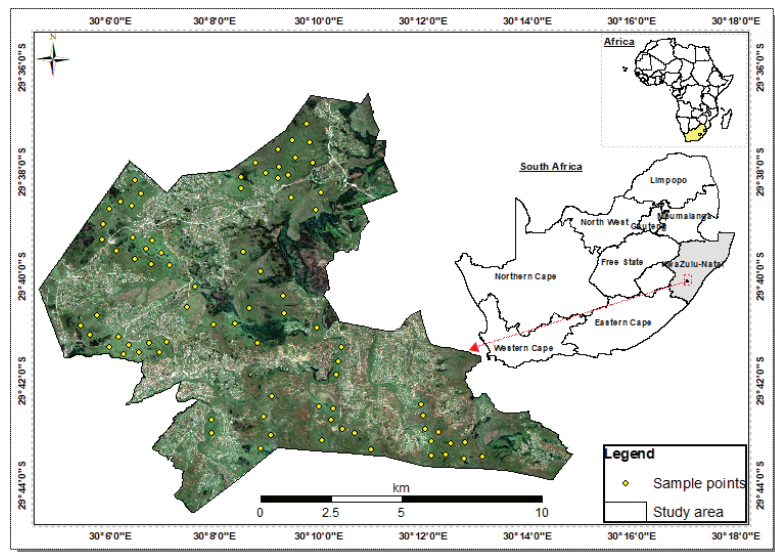 30°6'0"E 30°8'0"E 30°10'0"E 30°12'0"E 30°14'0"E 30°16'0"E 30°18'0"E
N
Africa
29°36'0"S 29°36'0"S
29°38'0"S 29°38'0"S
South Africa
Limpopo
North West
Mpumalanga
Gauteng
Free State
KwaZulu-Natal
Northern Cape
29°40'0"S 29°40'0"S
Eastern Cape
Western Cape
29°42'0"S 29°42'0"S
Legend
Sample points
Study area
29°44'0"S 29°44'0"S
km
0 2.5 5 10
30°6'0"E 30°8'0"E 30°10'0"E 30°12'0"E 30°14'0"E 30°16'0"E 30°18'0"E